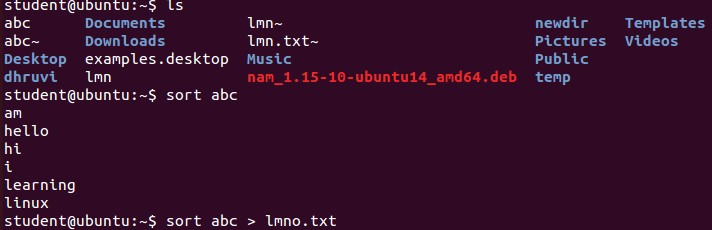 student@ubuntu:~$ ls
abc Documents lmn~ newdir Templates
abc~ Downloads lmn.txt~ Pictures Videos
Desktop examples.desktop Music Public
dhruvi lmn nam_1.15-10-ubuntu14_amd64.deb temp
student@ubuntu:~$ sort abc
am
hello
hi
i
learning
linux
student@ubuntu:~$ sort abc > lmno.txt